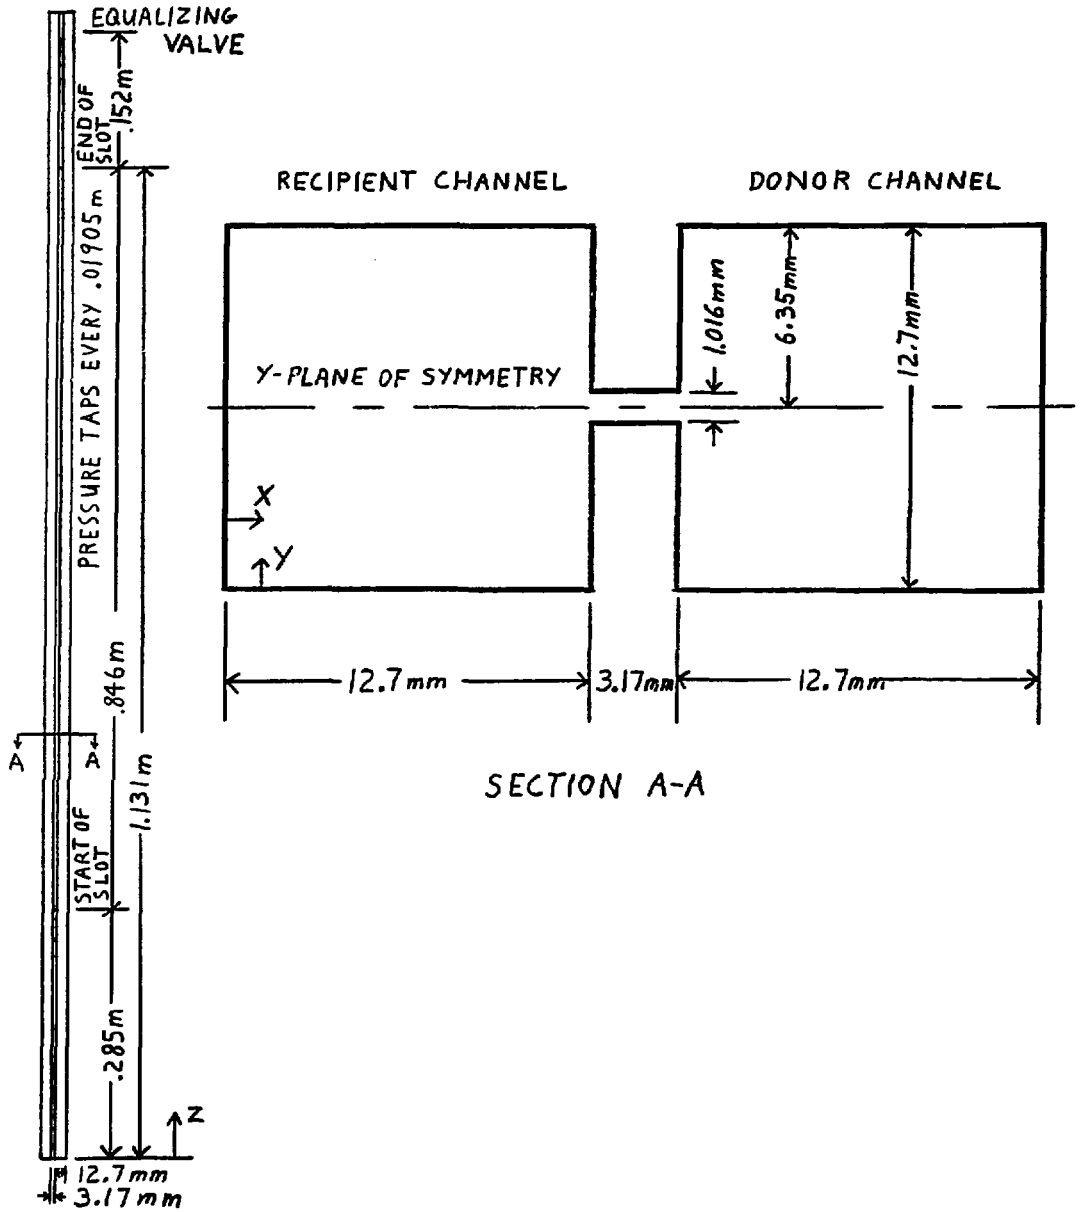 EQUALIZING
VALVE
.152m
END OF
SLOT
PRESSURE TAPS EVERY .01905m
.846m
1.131m
A
A
START OF
SLOT
.285m
Z
12.7mm
3.17mm
RECIPIENT CHANNEL
DONOR CHANNEL
1.016mm
6.35mm
12.7mm
Y-PLANE OF SYMMETRY
X
Y
12.7mm
3.17mm
12.7mm
SECTION A-A